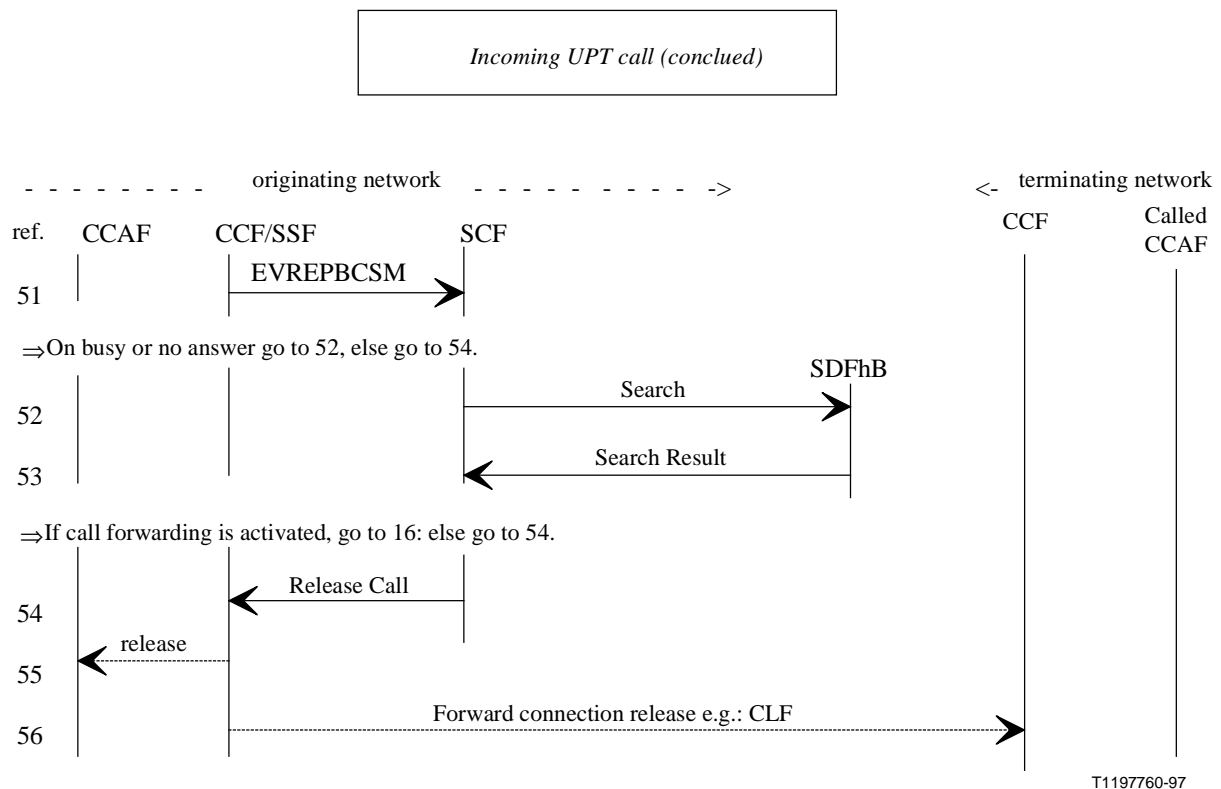 Incoming UPT call (conclued)
- - - - - - - originating network - - - - - - - - - -> <- terminating network
ref. CCAF CCF/SSF SCF CCF Called CCAF
EVREPBCSM
51
⇒On busy or no answer go to 52, else go to 54.
SDFhB
Search
52
Search Result
53
⇒If call forwarding is activated, go to 16: else go to 54.
Release Call
54
release
55
Forward connection release e.g.: CLF
56
T1197760-97